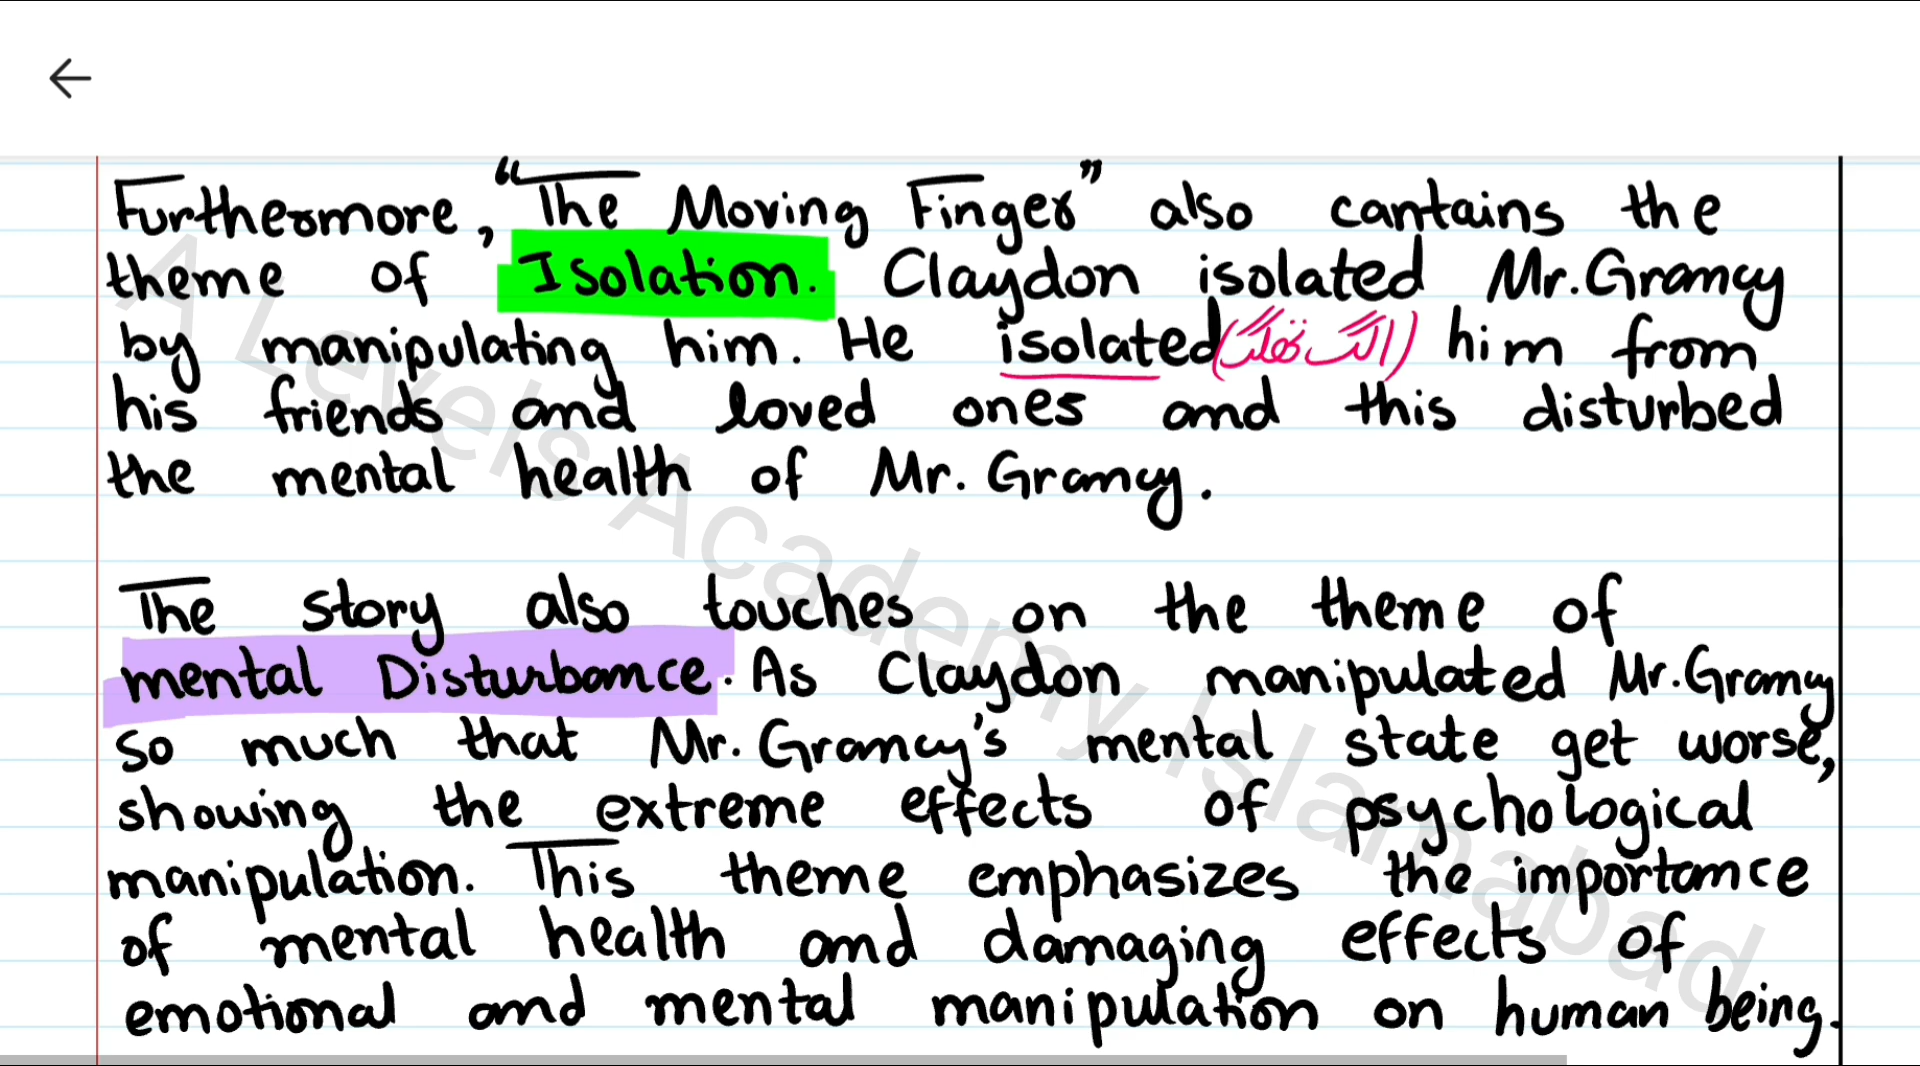 Furthermore, "The Moving Finger" also cantains the
theme of Isolation. Claydon isolated Mr. Grancy
by manipulating him. He isolated (الگ تھلگ) him from
his friends and loved ones and this disturbed
the mental health of Mr. Grancy.
The story also touches on the theme of
mental Disturbance. As Claydon manipulated Mr. Grancy
so much that Mr. Grancy's mental state get worse,
showing the extreme effects of psychological
manipulation. This theme emphasizes the importance
of mental health and damaging effects of
emotional and mental manipulation on human being.
A Levels Academy Islamabad